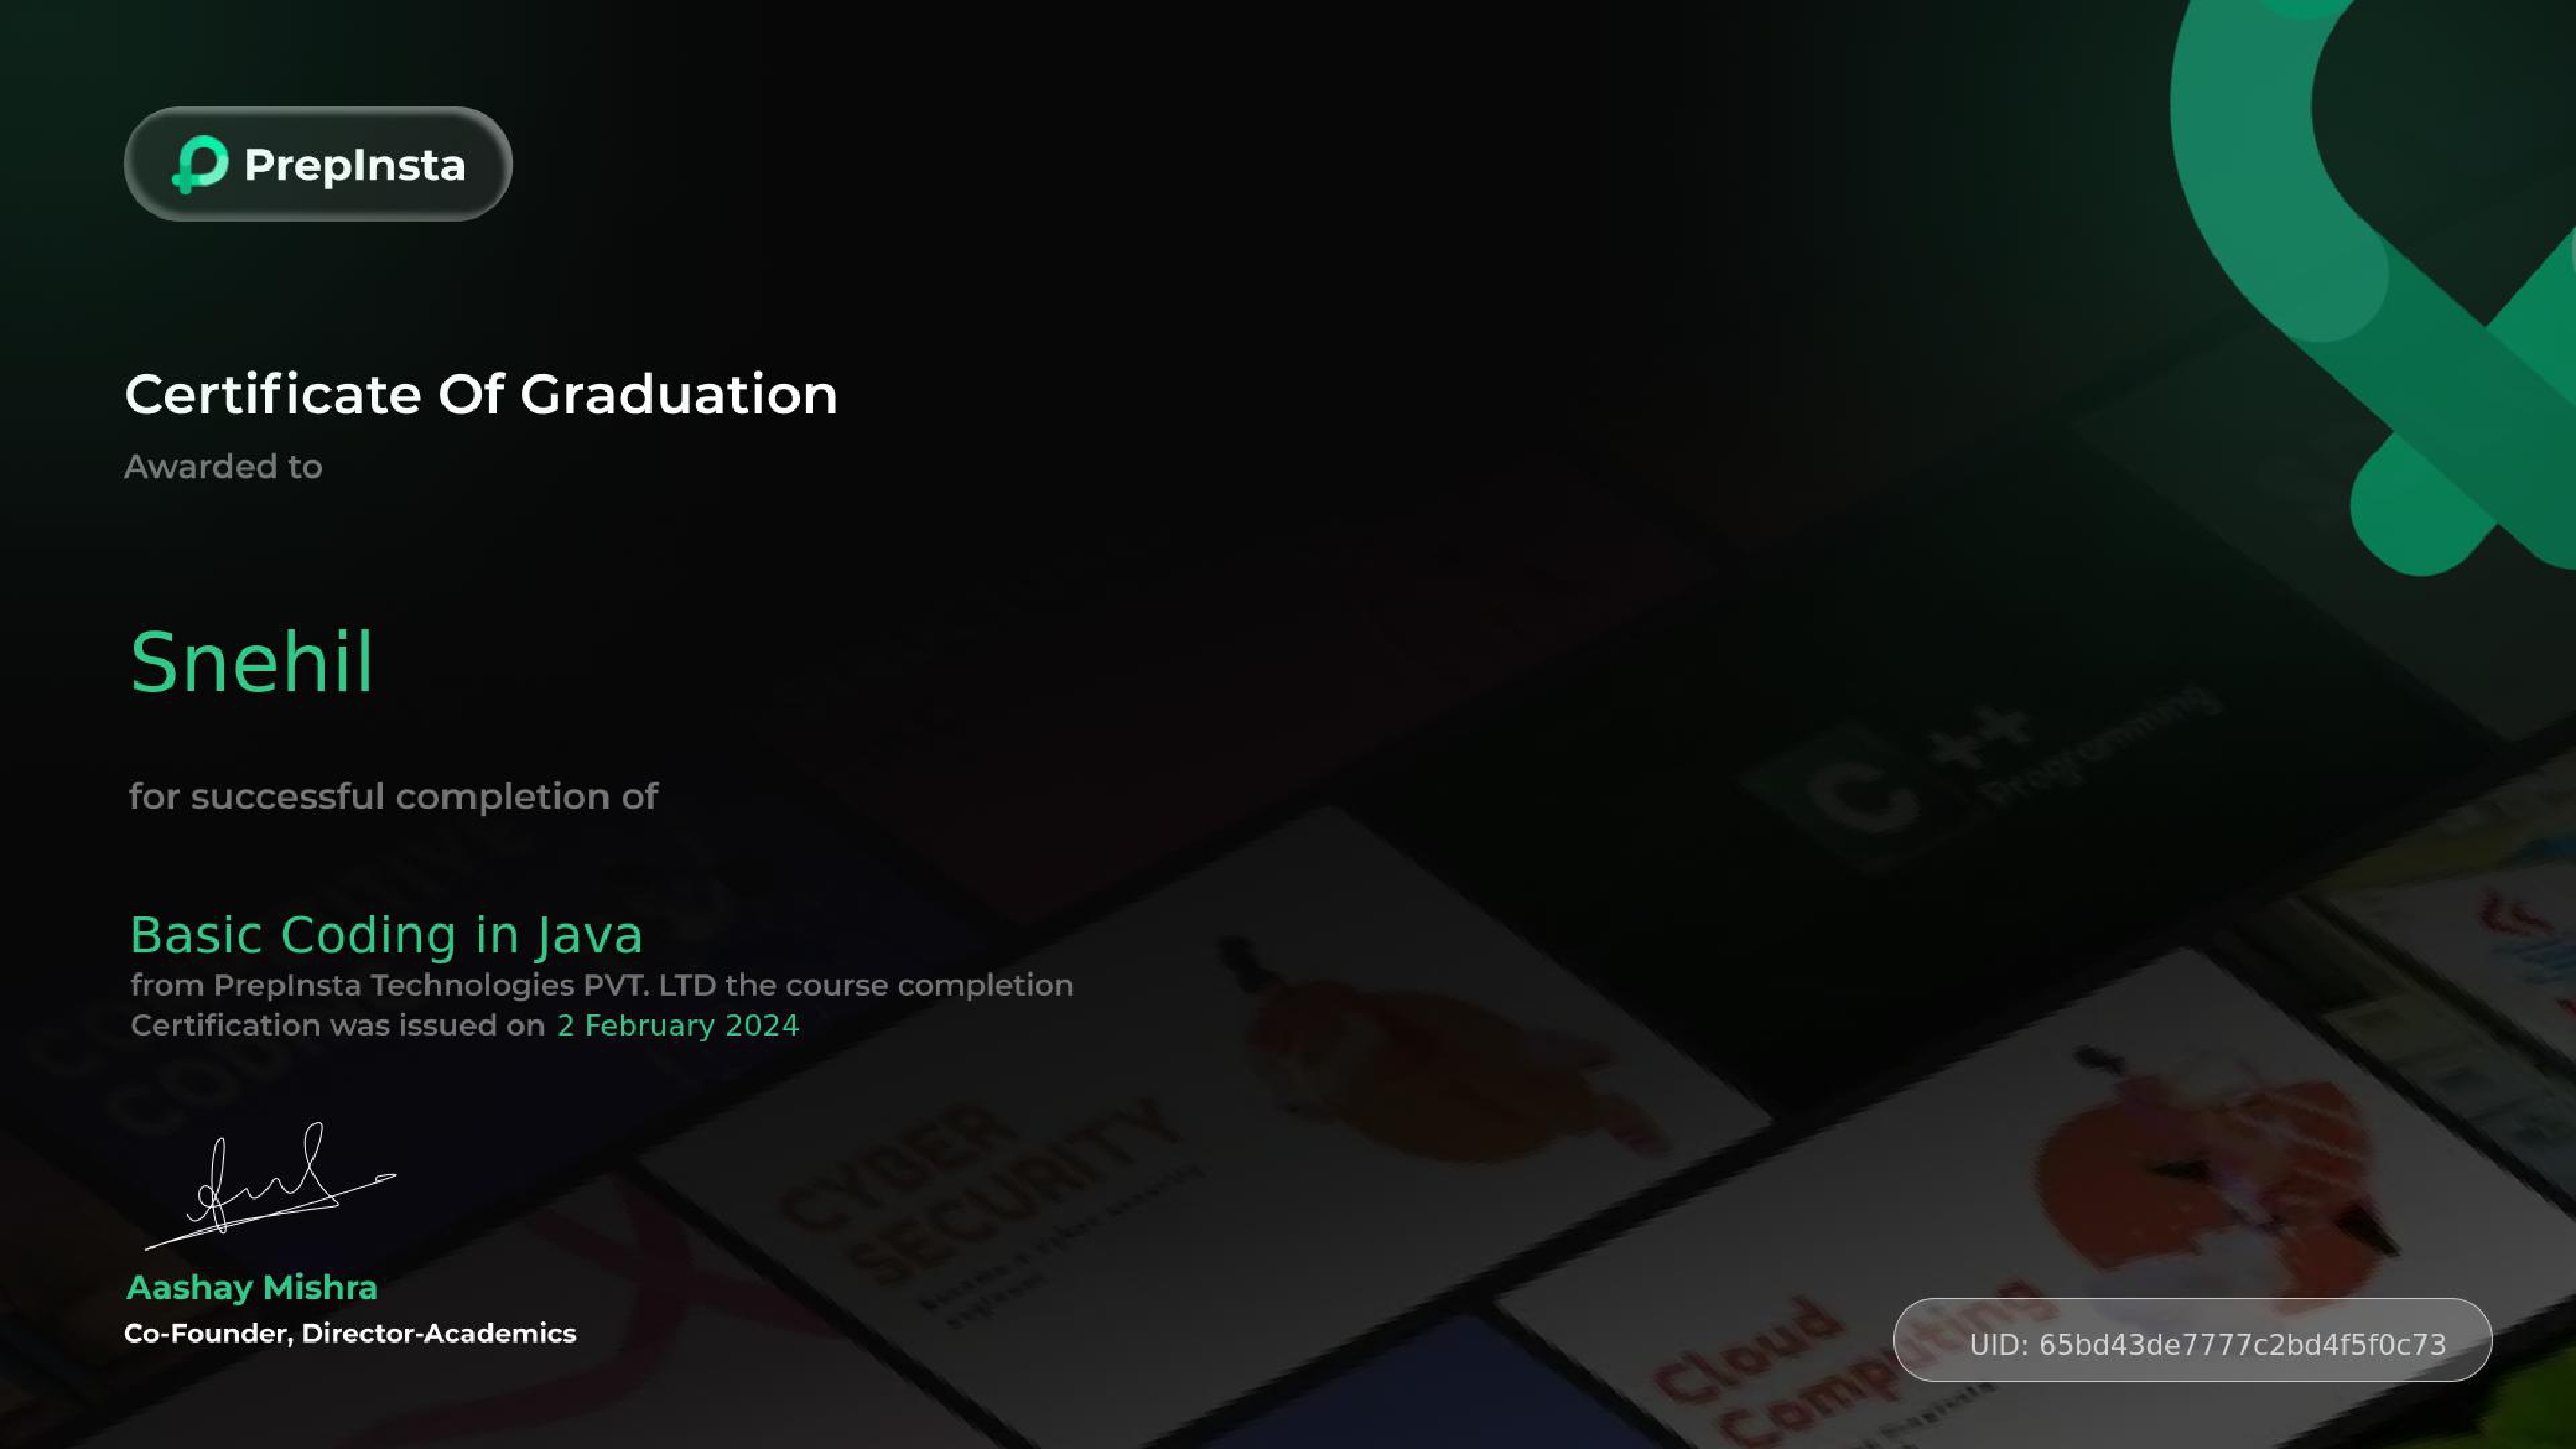 PrepInsta
Certificate Of Graduation
Awarded to
Snehil
for successful completion of
Basic Coding in Java
from PrepInsta Technologies PVT. LTD the course completion
Certification was issued on 2 February 2024
Aashay Mishra
Co-Founder, Director-Academics
UID: 65bd43de7777c2bd4f5f0c73
C++
Programming
CYBER
SECURITY
Cloud
Computing